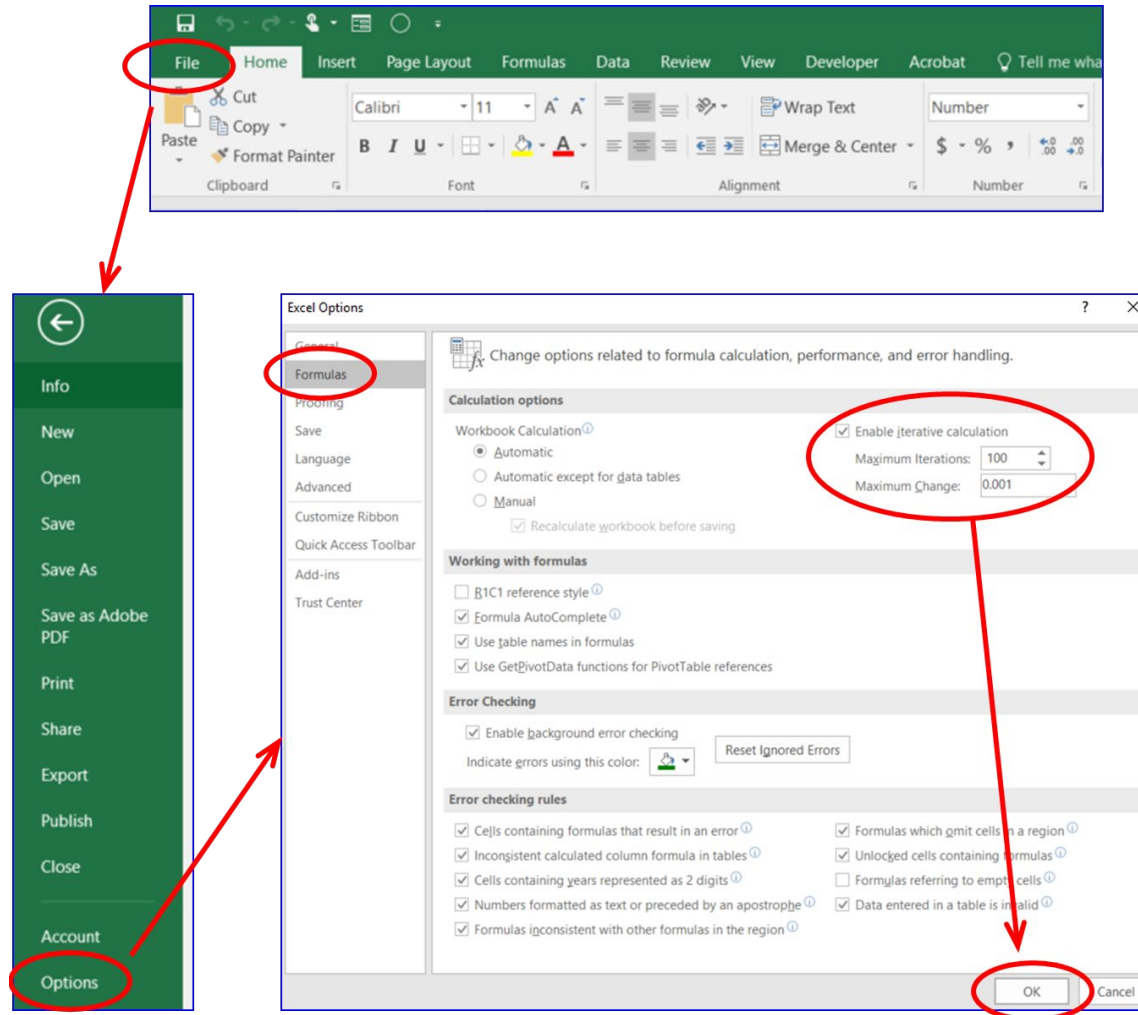 File Home Insert Page Layout Formulas Data Review View Developer Acrobat Tell me wha
Cut
Calibri 11 A A Wrap Text Number
Copy
Paste
Format Painter B I U A Merge & Center $ % , .0 .00 .00 .0
Clipboard Font Alignment Number
Info
New
Open
Save
Save As
Save as Adobe
PDF
Print
Share
Export
Publish
Close
Account
Options
Excel Options ? X
General
Formulas
Proofing
Save
Language
Advanced
Customize Ribbon
Quick Access Toolbar
Add-ins
Trust Center
fx Change options related to formula calculation, performance, and error handling.
Calculation options
Workbook Calculation
Automatic
Automatic except for data tables
Manual
Recalculate workbook before saving
Enable iterative calculation
Maximum Iterations: 100
Maximum Change: 0.001
Working with formulas
R1C1 reference style
Formula AutoComplete
Use table names in formulas
Use GetPivotData functions for PivotTable references
Error Checking
Enable background error checking
Indicate errors using this color:
Reset Ignored Errors
Error checking rules
Cells containing formulas that result in an error
Inconsistent calculated column formula in tables
Cells containing years represented as 2 digits
Numbers formatted as text or preceded by an apostrophe
Formulas inconsistent with other formulas in the region
Formulas which omit cells in a region
Unlocked cells containing formulas
Formulas referring to empty cells
Data entered in a table is invalid
OK Cancel